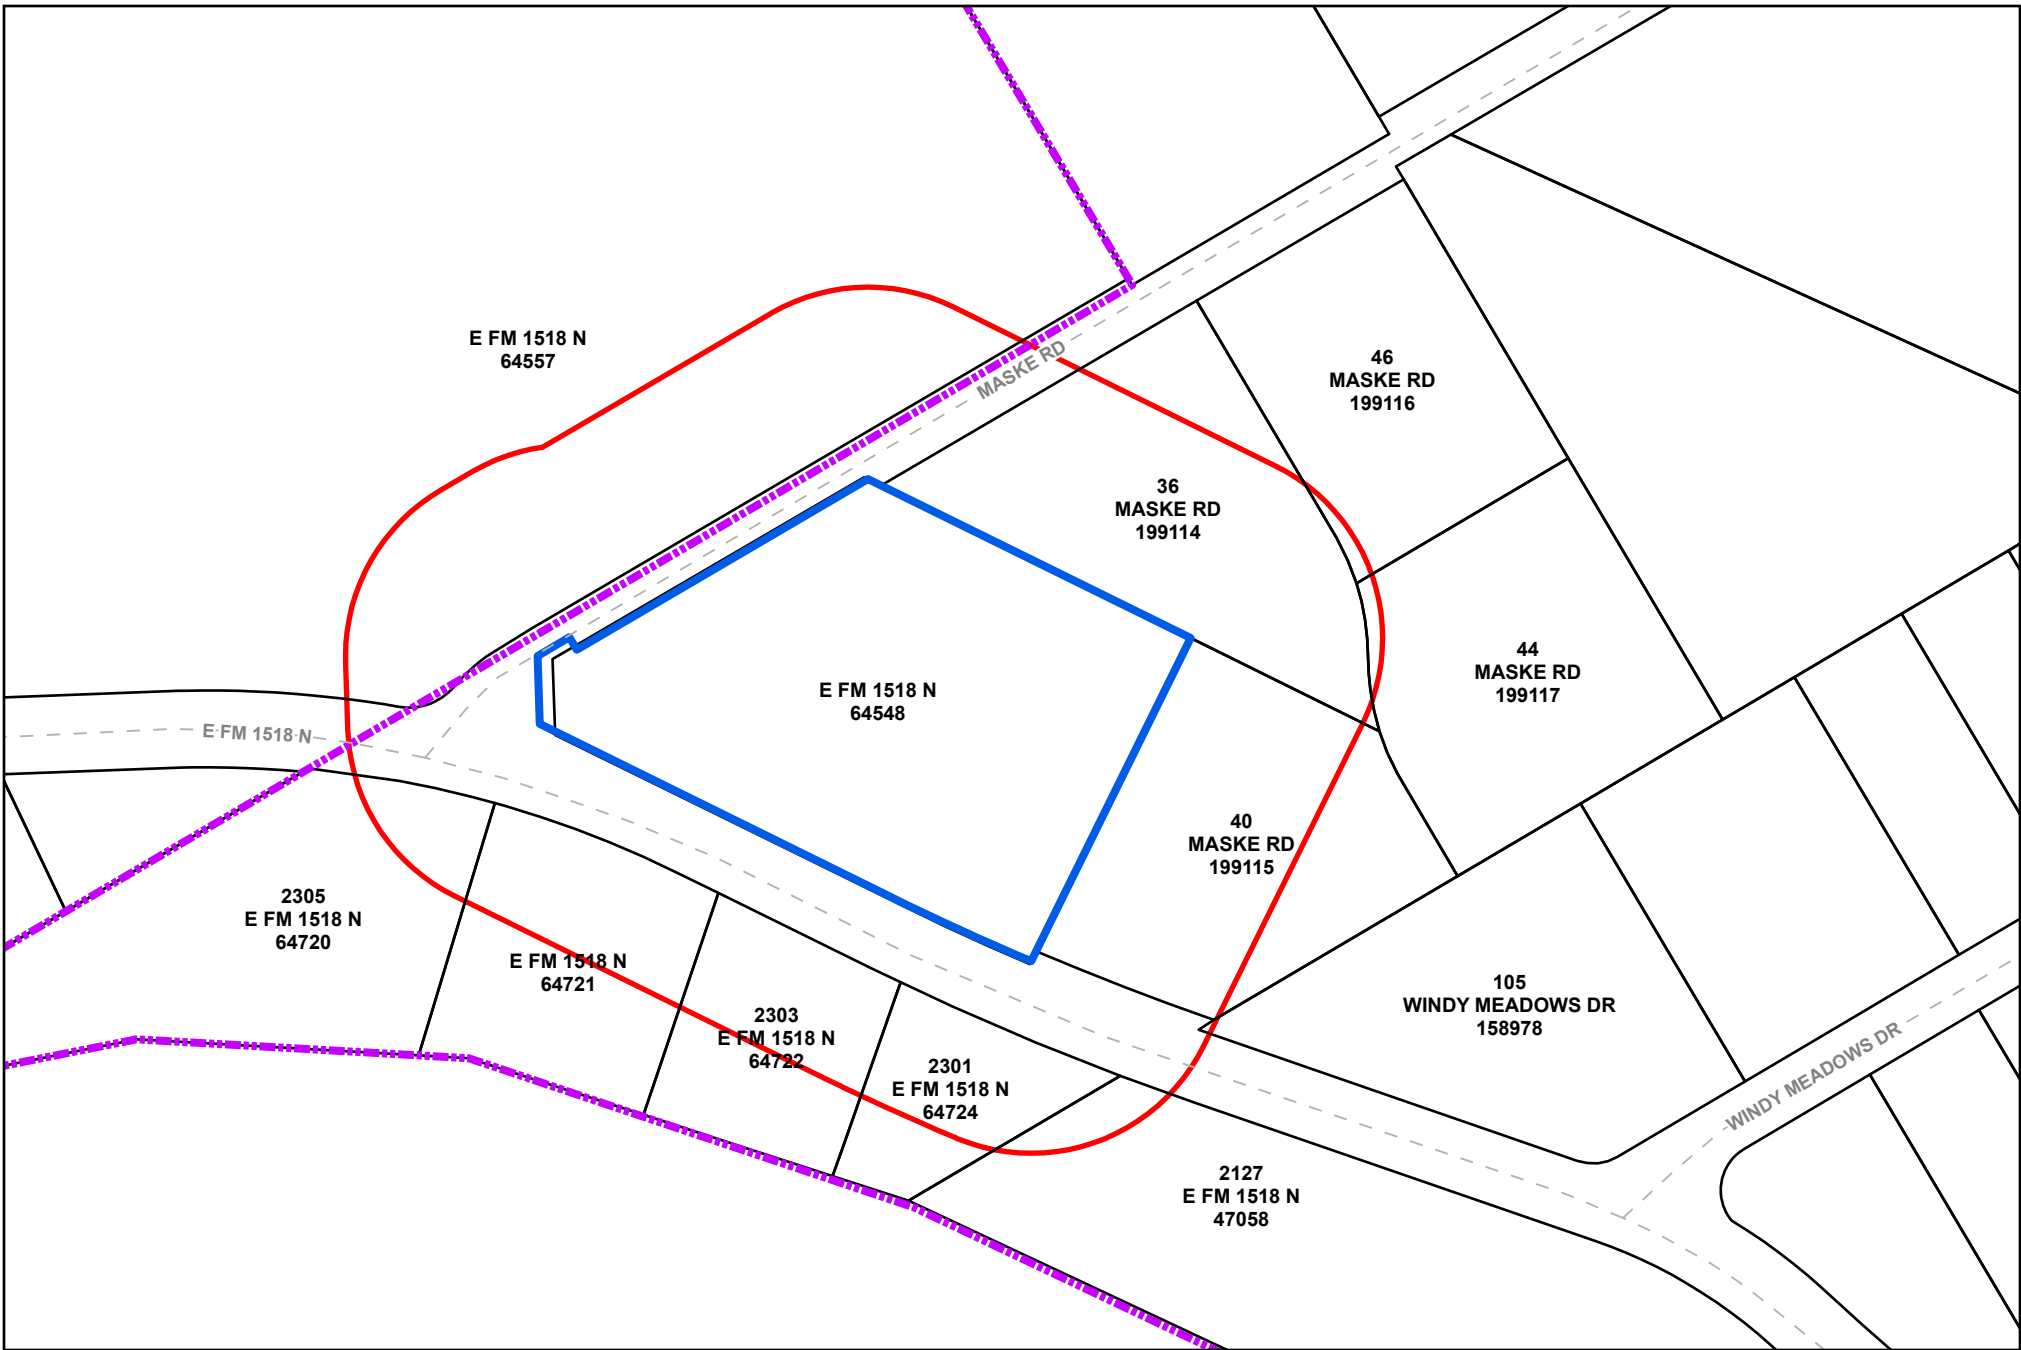 E FM 1518 N
64557
MASKE RD
46
MASKE RD
199116
36
MASKE RD
199114
E FM 1518 N
64548
44
MASKE RD
199117
E FM 1518 N
40
MASKE RD
199115
2305
E FM 1518 N
64720
E FM 1518 N
64721
2303
E FM 1518 N
64722
2301
E FM 1518 N
64724
105
WINDY MEADOWS DR
158978
WINDY MEADOWS DR
2127
E FM 1518 N
47058